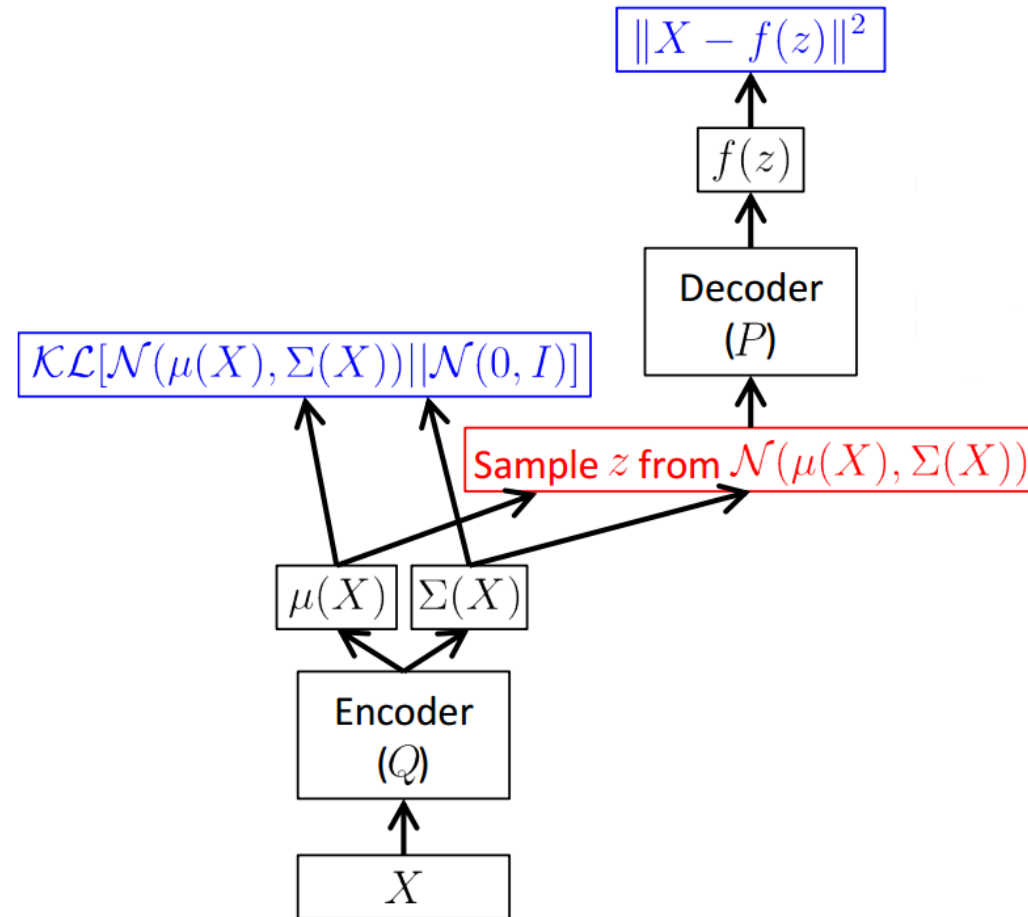 ‖X − f(z)‖²
f(z)
Decoder
(P)
𝒦ℒ[𝒩(μ(X), Σ(X))||𝒩(0, I)]
Sample z from 𝒩(μ(X), Σ(X))
μ(X) Σ(X)
Encoder
(Q)
X